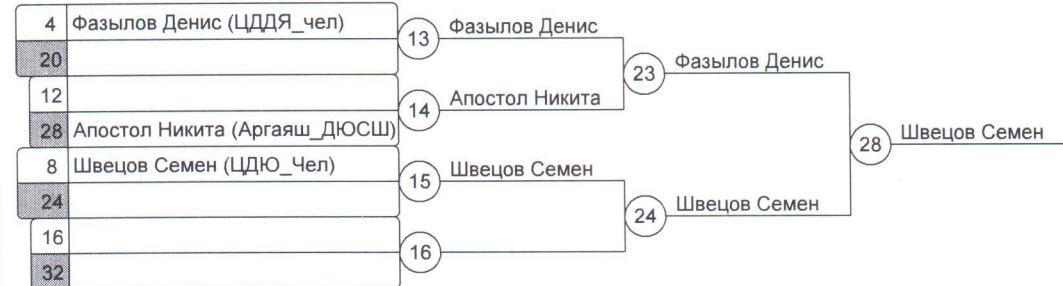 4 Фазылов Денис (ЦДДЯ_чел)
20
13 Фазылов Денис
12
28 Апостол Никита (Аргаяш_ДЮСШ)
14 Апостол Никита
23 Фазылов Денис
8 Швецов Семен (ЦДЮ_Чел)
24
15 Швецов Семен
16
32
16
24 Швецов Семен
28 Швецов Семен